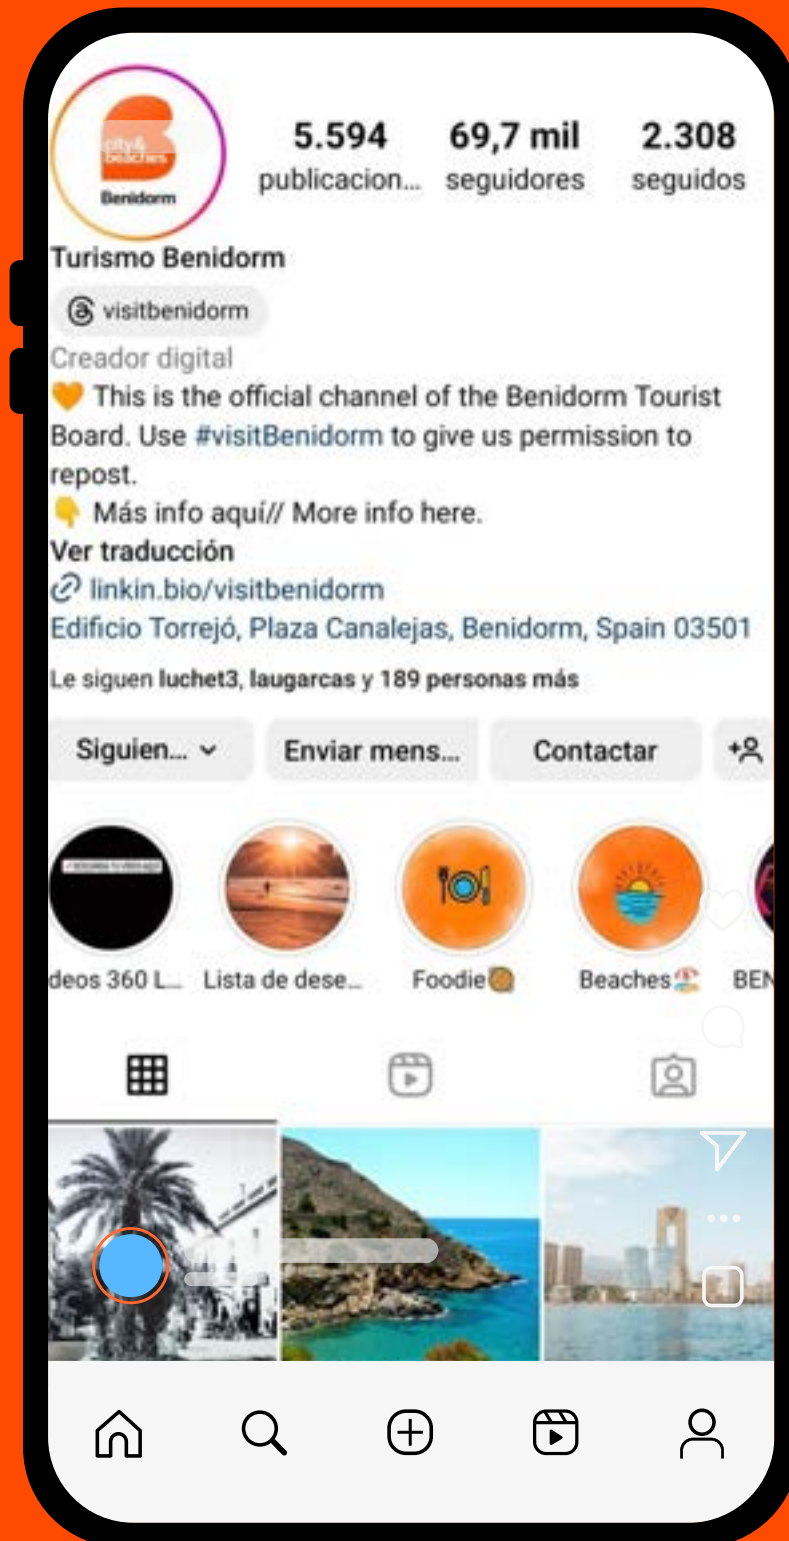 city&
beaches
Benidorm
5.594 69,7 mil 2.308
publicacion... seguidores seguidos
Turismo Benidorm
visitbenidorm
Creador digital
🧡 This is the official channel of the Benidorm Tourist
Board. Use #visitBenidorm to give us permission to
repost.
👇 Más info aquí// More info here.
Ver traducción
linkin.bio/visitbenidorm
Edificio Torrejó, Plaza Canalejas, Benidorm, Spain 03501
Le siguen luchet3, laugarcas y 189 personas más
Siguien... Enviar mens... Contactar
deos 360 L... Lista de dese... Foodie🥘 Beaches🏖️ BEN